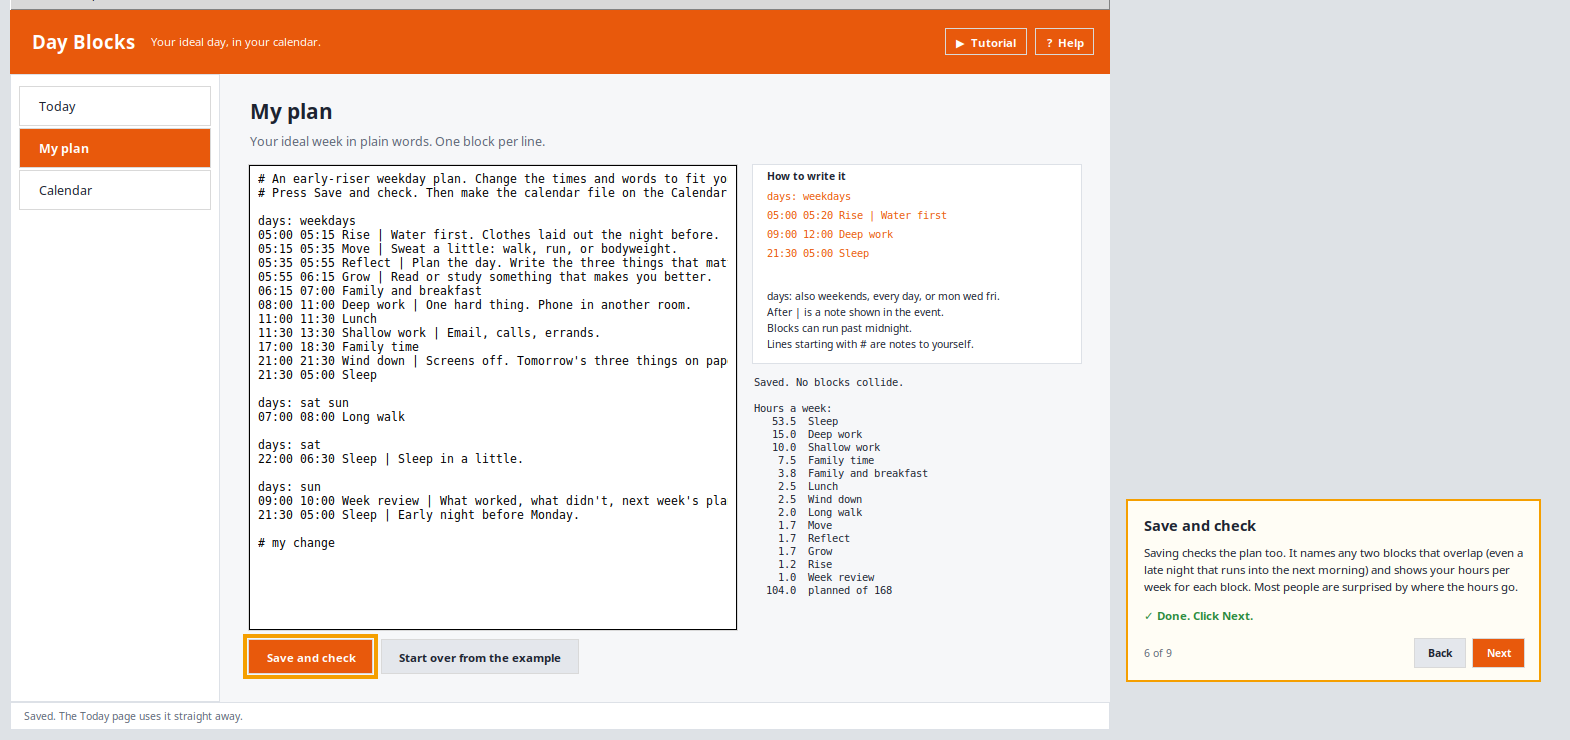 Day Blocks
Your ideal day, in your calendar.
▶ Tutorial
? Help
Today
My plan
Calendar
My plan
Your ideal week in plain words. One block per line.
# An early-riser weekday plan. Change the times and words to fit yo
# Press Save and check. Then make the calendar file on the Calendar
days: weekdays
05:00 05:15 Rise | Water first. Clothes laid out the night before.
05:15 05:35 Move | Sweat a little: walk, run, or bodyweight.
05:35 05:55 Reflect | Plan the day. Write the three things that mat
05:55 06:15 Grow | Read or study something that makes you better.
06:15 07:00 Family and breakfast
08:00 11:00 Deep work | One hard thing. Phone in another room.
11:00 11:30 Lunch
11:30 13:30 Shallow work | Email, calls, errands.
17:00 18:30 Family time
21:00 21:30 Wind down | Screens off. Tomorrow's three things on pap
21:30 05:00 Sleep
days: sat sun
07:00 08:00 Long walk
days: sat
22:00 06:30 Sleep | Sleep in a little.
days: sun
09:00 10:00 Week review | What worked, what didn't, next week's pla
21:30 05:00 Sleep | Early night before Monday.
# my change
Save and check
Start over from the example
How to write it
days: weekdays
05:00 05:20 Rise | Water first
09:00 12:00 Deep work
21:30 05:00 Sleep
days: also weekends, every day, or mon wed fri.
After | is a note shown in the event.
Blocks can run past midnight.
Lines starting with # are notes to yourself.
Saved. No blocks collide.
Hours a week:
53.5 Sleep
15.0 Deep work
10.0 Shallow work
7.5 Family time
3.8 Family and breakfast
2.5 Lunch
2.5 Wind down
2.0 Long walk
1.7 Move
1.7 Reflect
1.7 Grow
1.2 Rise
1.0 Week review
104.0 planned of 168
Saved. The Today page uses it straight away.
Save and check
Saving checks the plan too. It names any two blocks that overlap (even a
late night that runs into the next morning) and shows your hours per
week for each block. Most people are surprised by where the hours go.
✓ Done. Click Next.
6 of 9
Back
Next